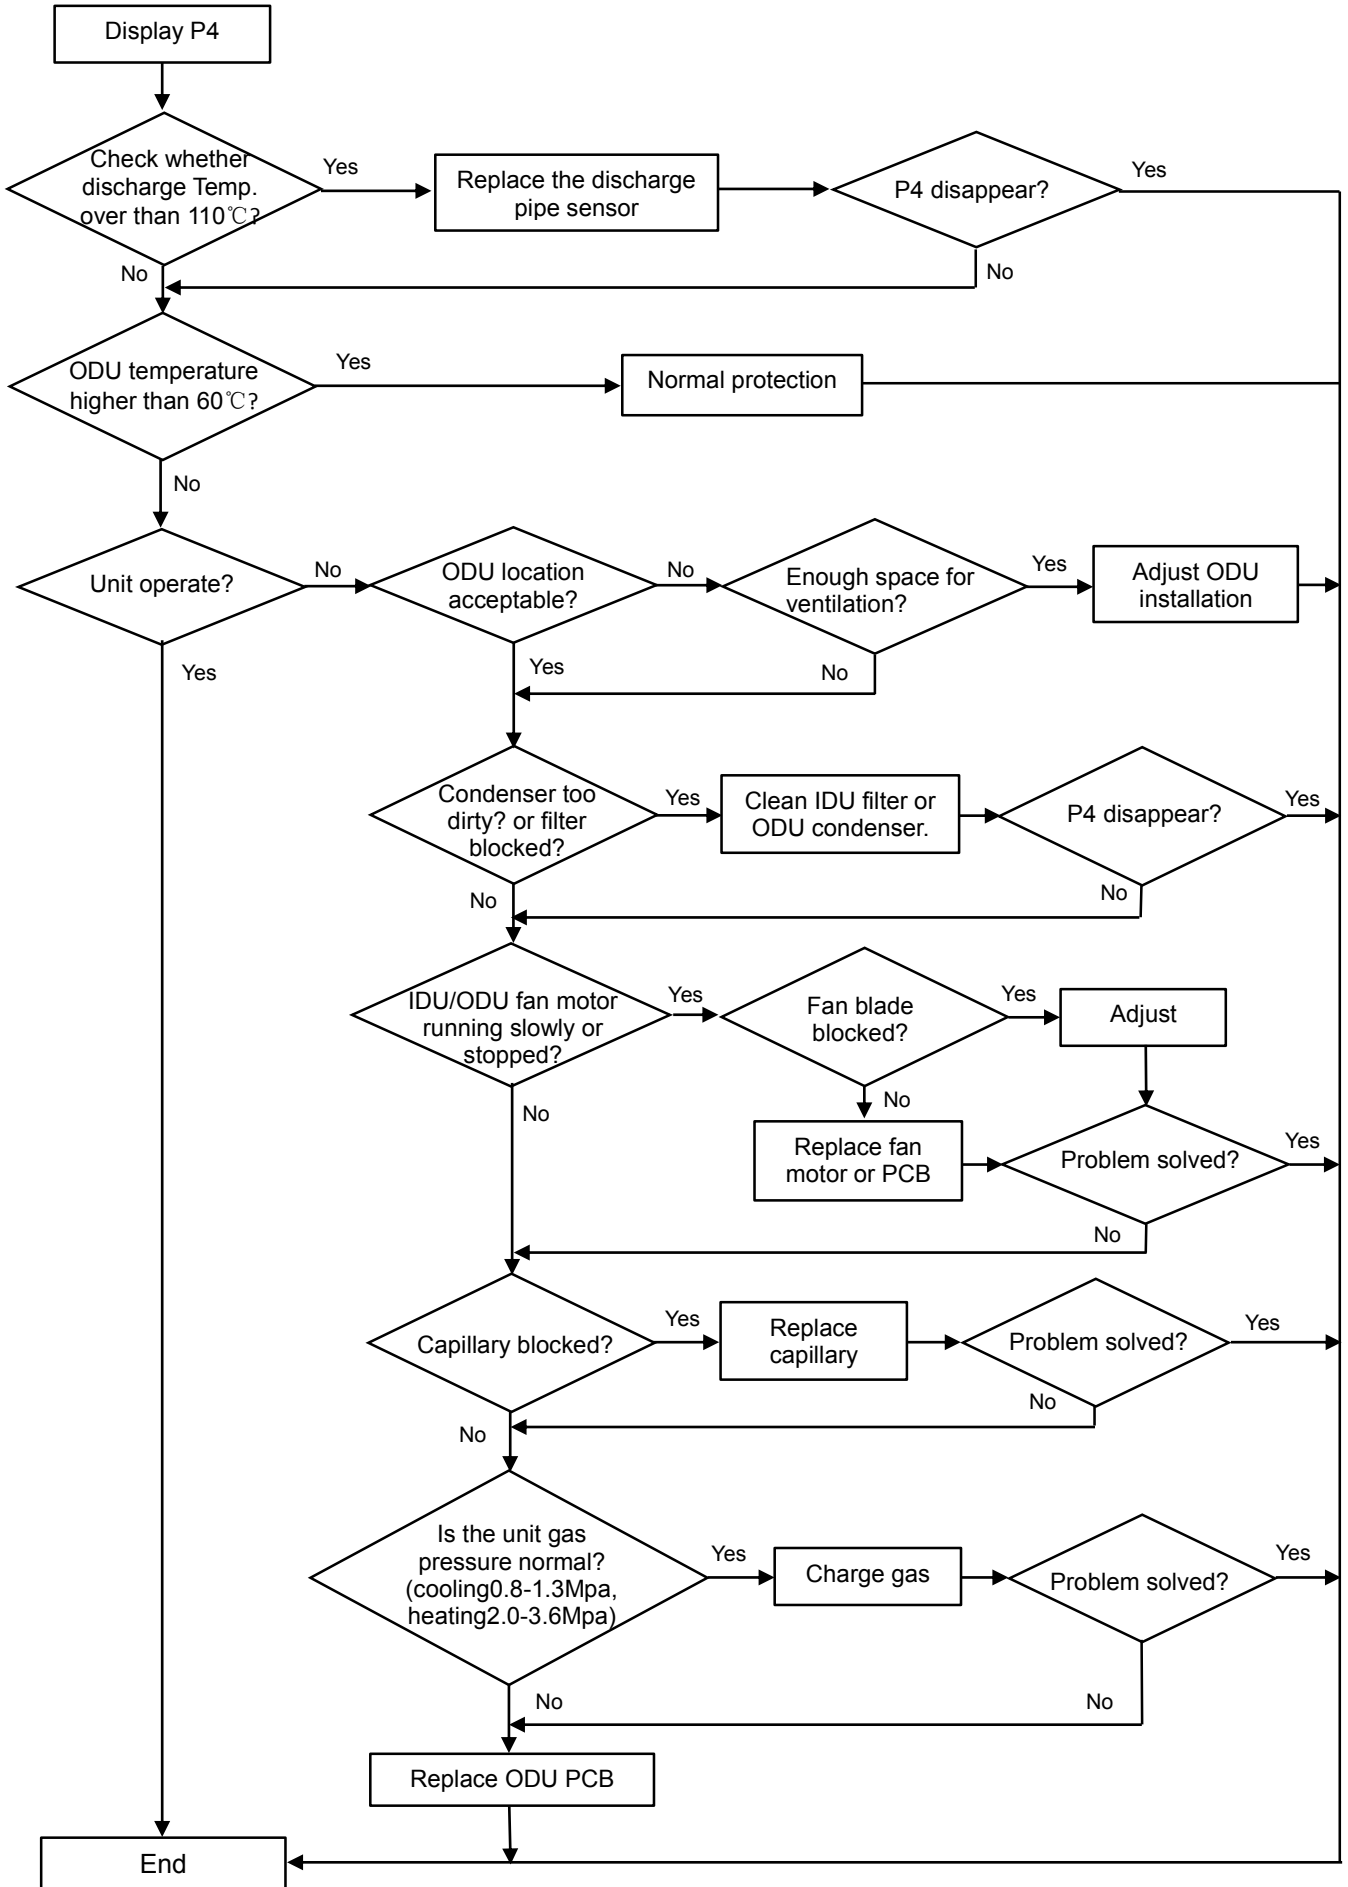 Display P4
Check whether
discharge Temp.
over than 110℃?
Yes
Replace the discharge
pipe sensor
P4 disappear?
Yes
No
No
ODU temperature
higher than 60℃?
Yes
Normal protection
No
Unit operate?
No
ODU location
acceptable?
No
Enough space for
ventilation?
Yes
Adjust ODU
installation
Yes
Yes
No
Condenser too
dirty? or filter
blocked?
Yes
Clean IDU filter or
ODU condenser.
P4 disappear?
Yes
No
No
IDU/ODU fan motor
running slowly or
stopped?
Yes
Fan blade
blocked?
Yes
Adjust
No
No
Replace fan
motor or PCB
Problem solved?
Yes
No
Capillary blocked?
Yes
Replace
capillary
Problem solved?
Yes
No
No
Is the unit gas
pressure normal?
(cooling0.8-1.3Mpa,
heating2.0-3.6Mpa)
Yes
Charge gas
Problem solved?
Yes
No
No
Replace ODU PCB
End